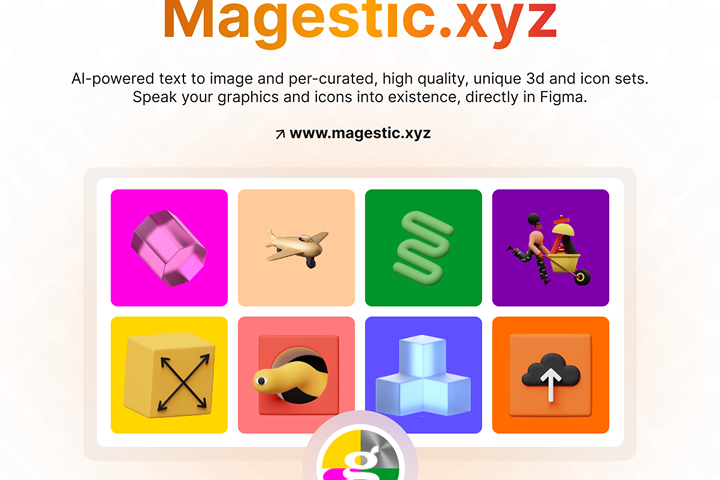 Magestic.xyz
AI-powered text to image and per-curated, high quality, unique 3d and icon sets.
Speak your graphics and icons into existence, directly in Figma.
www.magestic.xyz
g